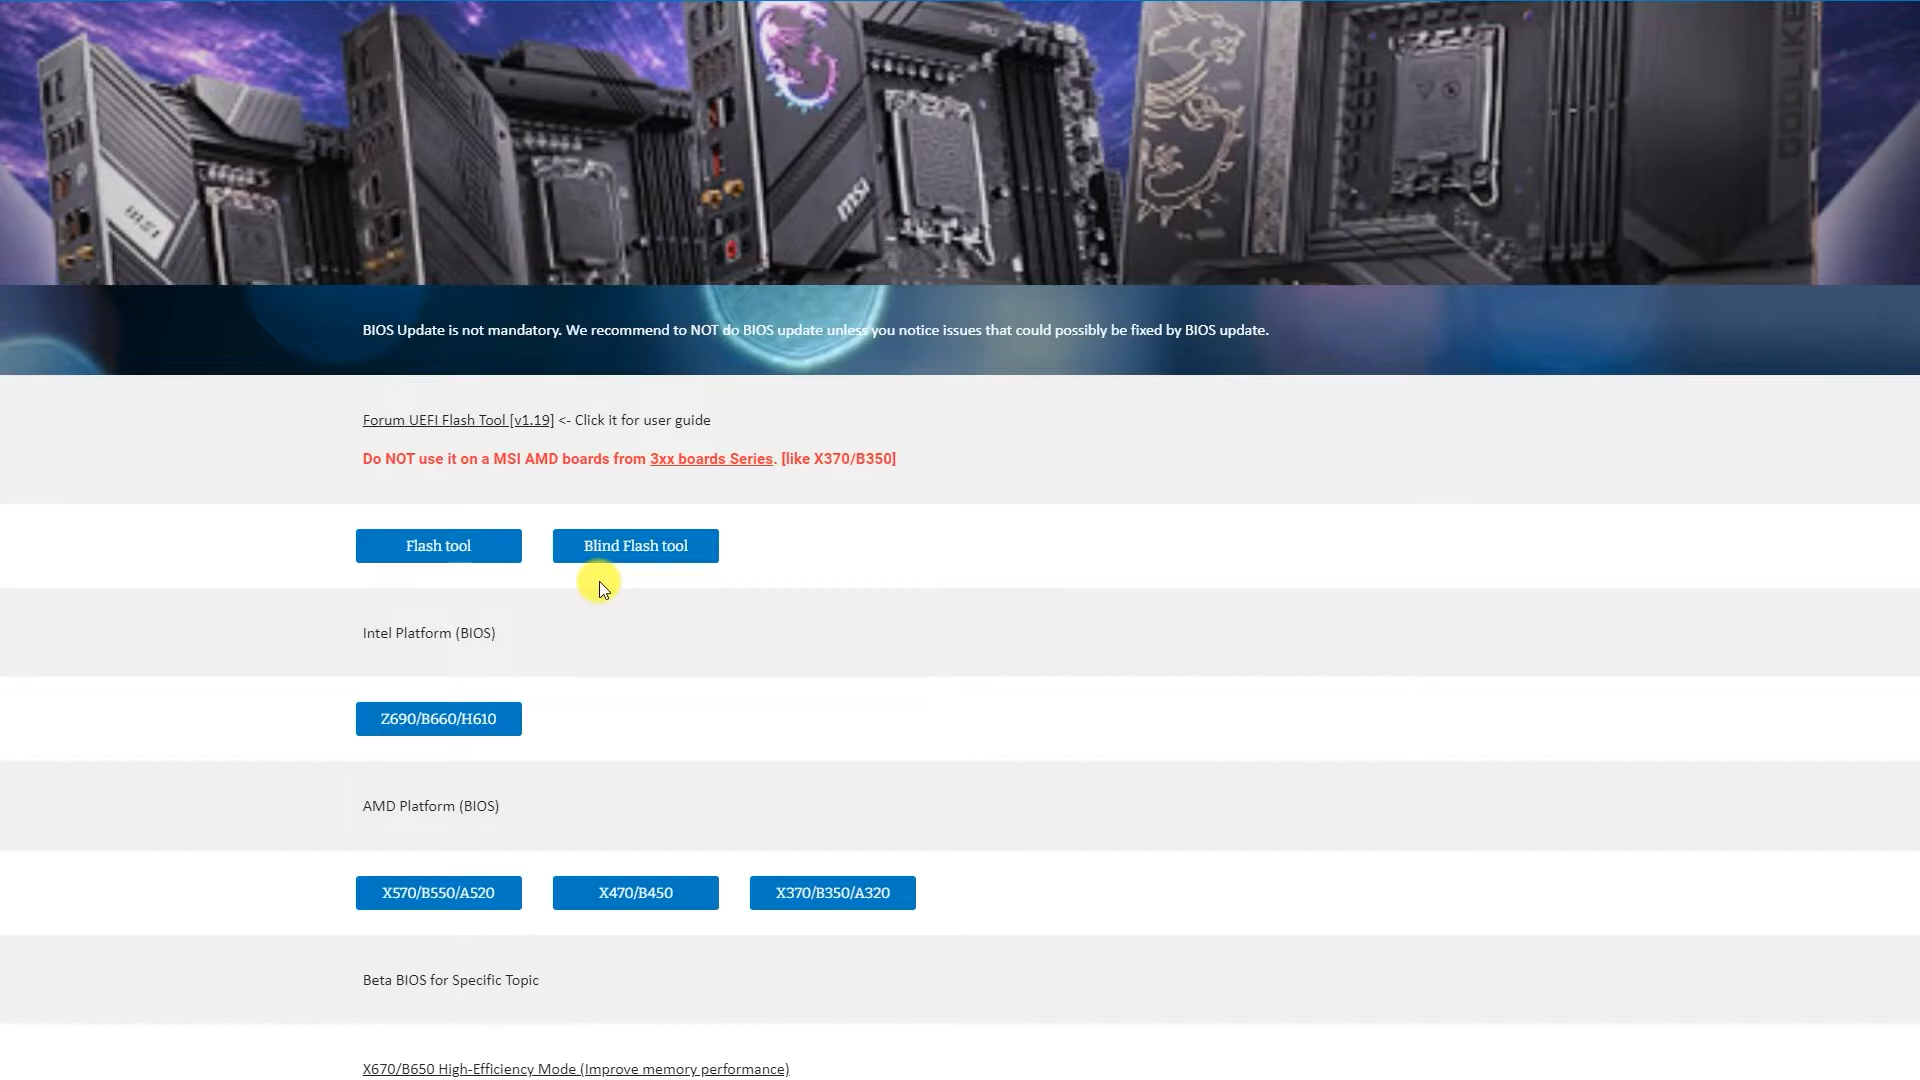 msi
GODLIKE
BIOS Update is not mandatory. We recommend to NOT do BIOS update unless you notice issues that could possibly be fixed by BIOS update.
Forum UEFI Flash Tool [v1.19] <- Click it for user guide
Do NOT use it on a MSI AMD boards from 3xx boards Series. [like X370/B350]
Flash tool
Blind Flash tool
Intel Platform (BIOS)
Z690/B660/H610
AMD Platform (BIOS)
X570/B550/A520
X470/B450
X370/B350/A320
Beta BIOS for Specific Topic
X670/B650 High-Efficiency Mode (Improve memory performance)